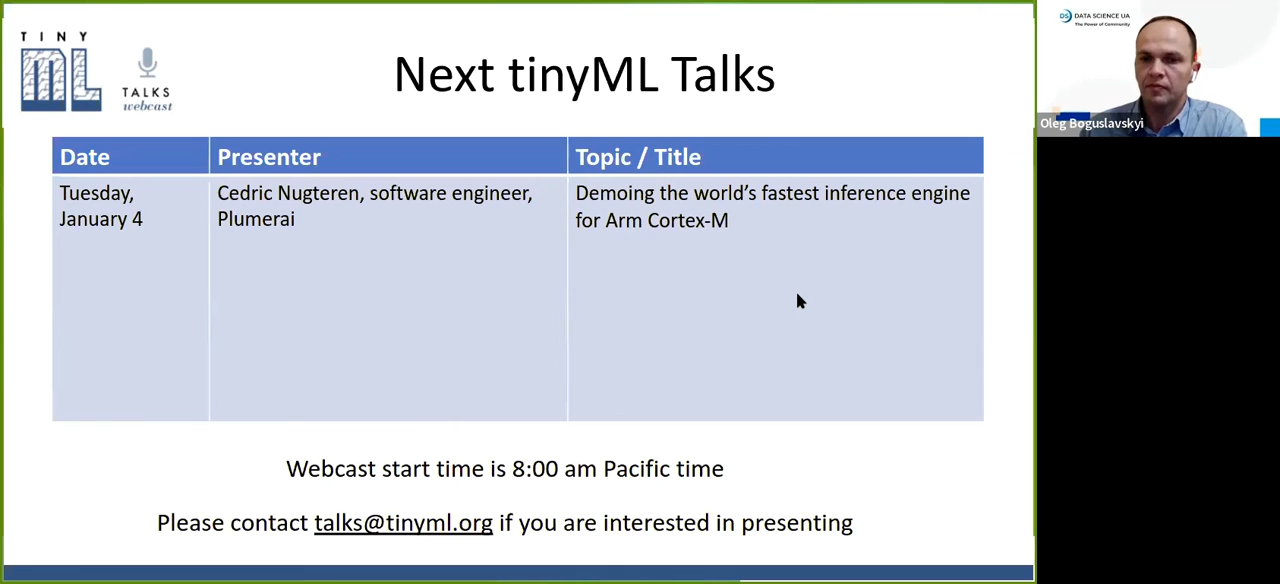 TINY
ML
TALKS
webcast
Next tinyML Talks
Date
Presenter
Topic / Title
Tuesday,
January 4
Cedric Nugteren, software engineer,
Plumerai
Demoing the world's fastest inference engine
for Arm Cortex-M
Webcast start time is 8:00 am Pacific time
Please contact talks@tinyml.org if you are interested in presenting
DS DATA SCIENCE UA
The Power of Community
Oleg Boguslavskyi